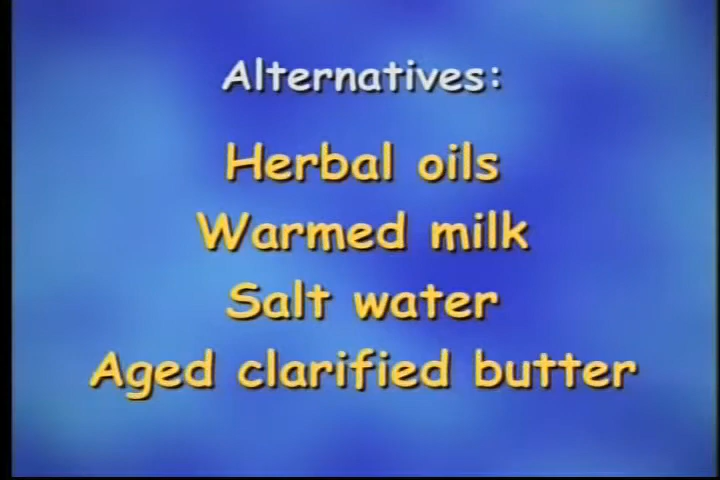 Alternatives:
Herbal oils
Warmed milk
Salt water
Aged clarified butter